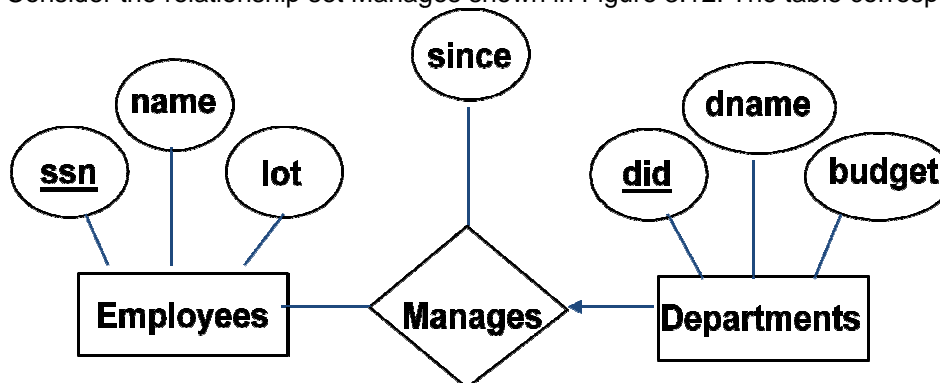 Consider the relationship set Manages shown in Figure 3.12. The table corresp
since
name
dname
ssn
lot
did
budget
Employees
Manages
Departments